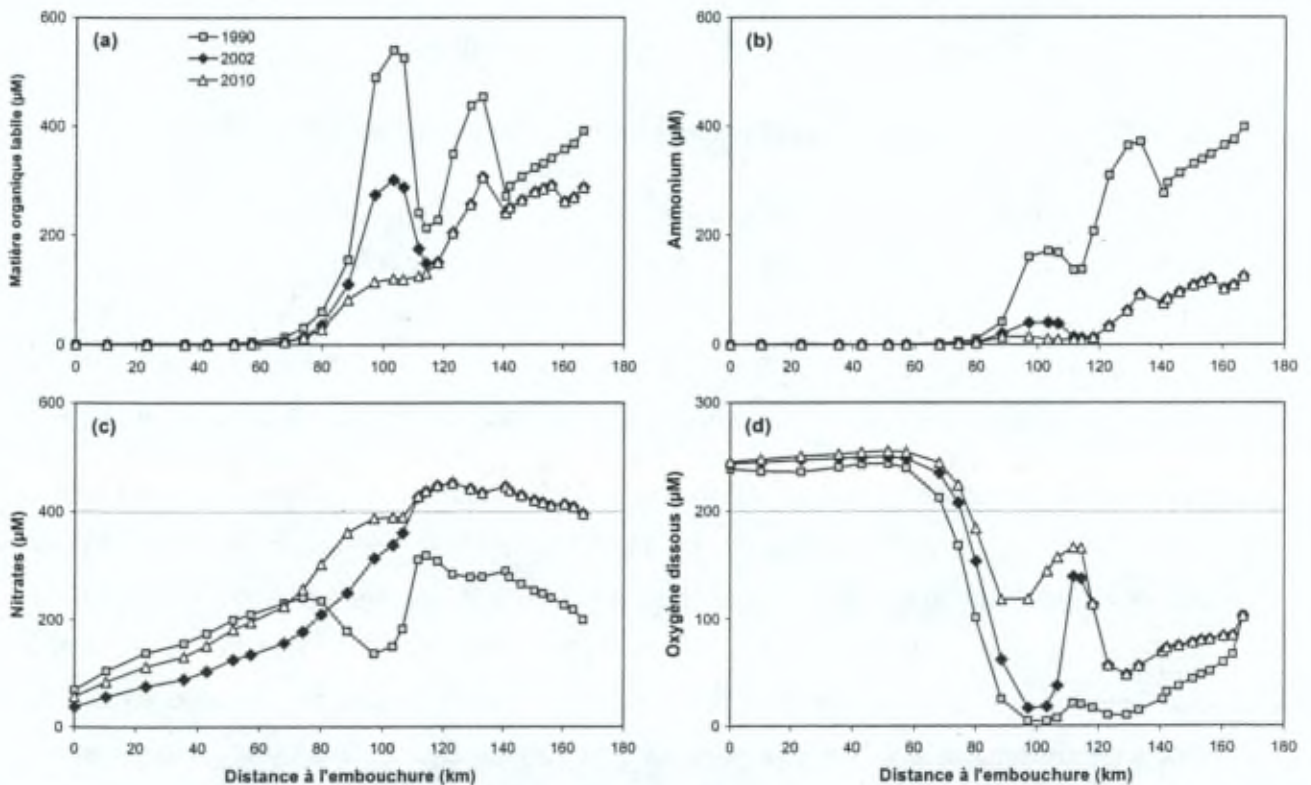 (a)
1990
2002
2010
Matière organique labile (µM)
600
400
200
0
0 20 40 60 80 100 120 140 160 180
(b)
Ammonium (µM)
600
400
200
0
0 20 40 60 80 100 120 140 160 180
(c)
Nitrates (µM)
600
400
200
0
0 20 40 60 80 100 120 140 160 180
Distance à l'embouchure (km)
(d)
Oxygène dissous (µM)
300
200
100
0
0 20 40 60 80 100 120 140 160 180
Distance à l'embouchure (km)